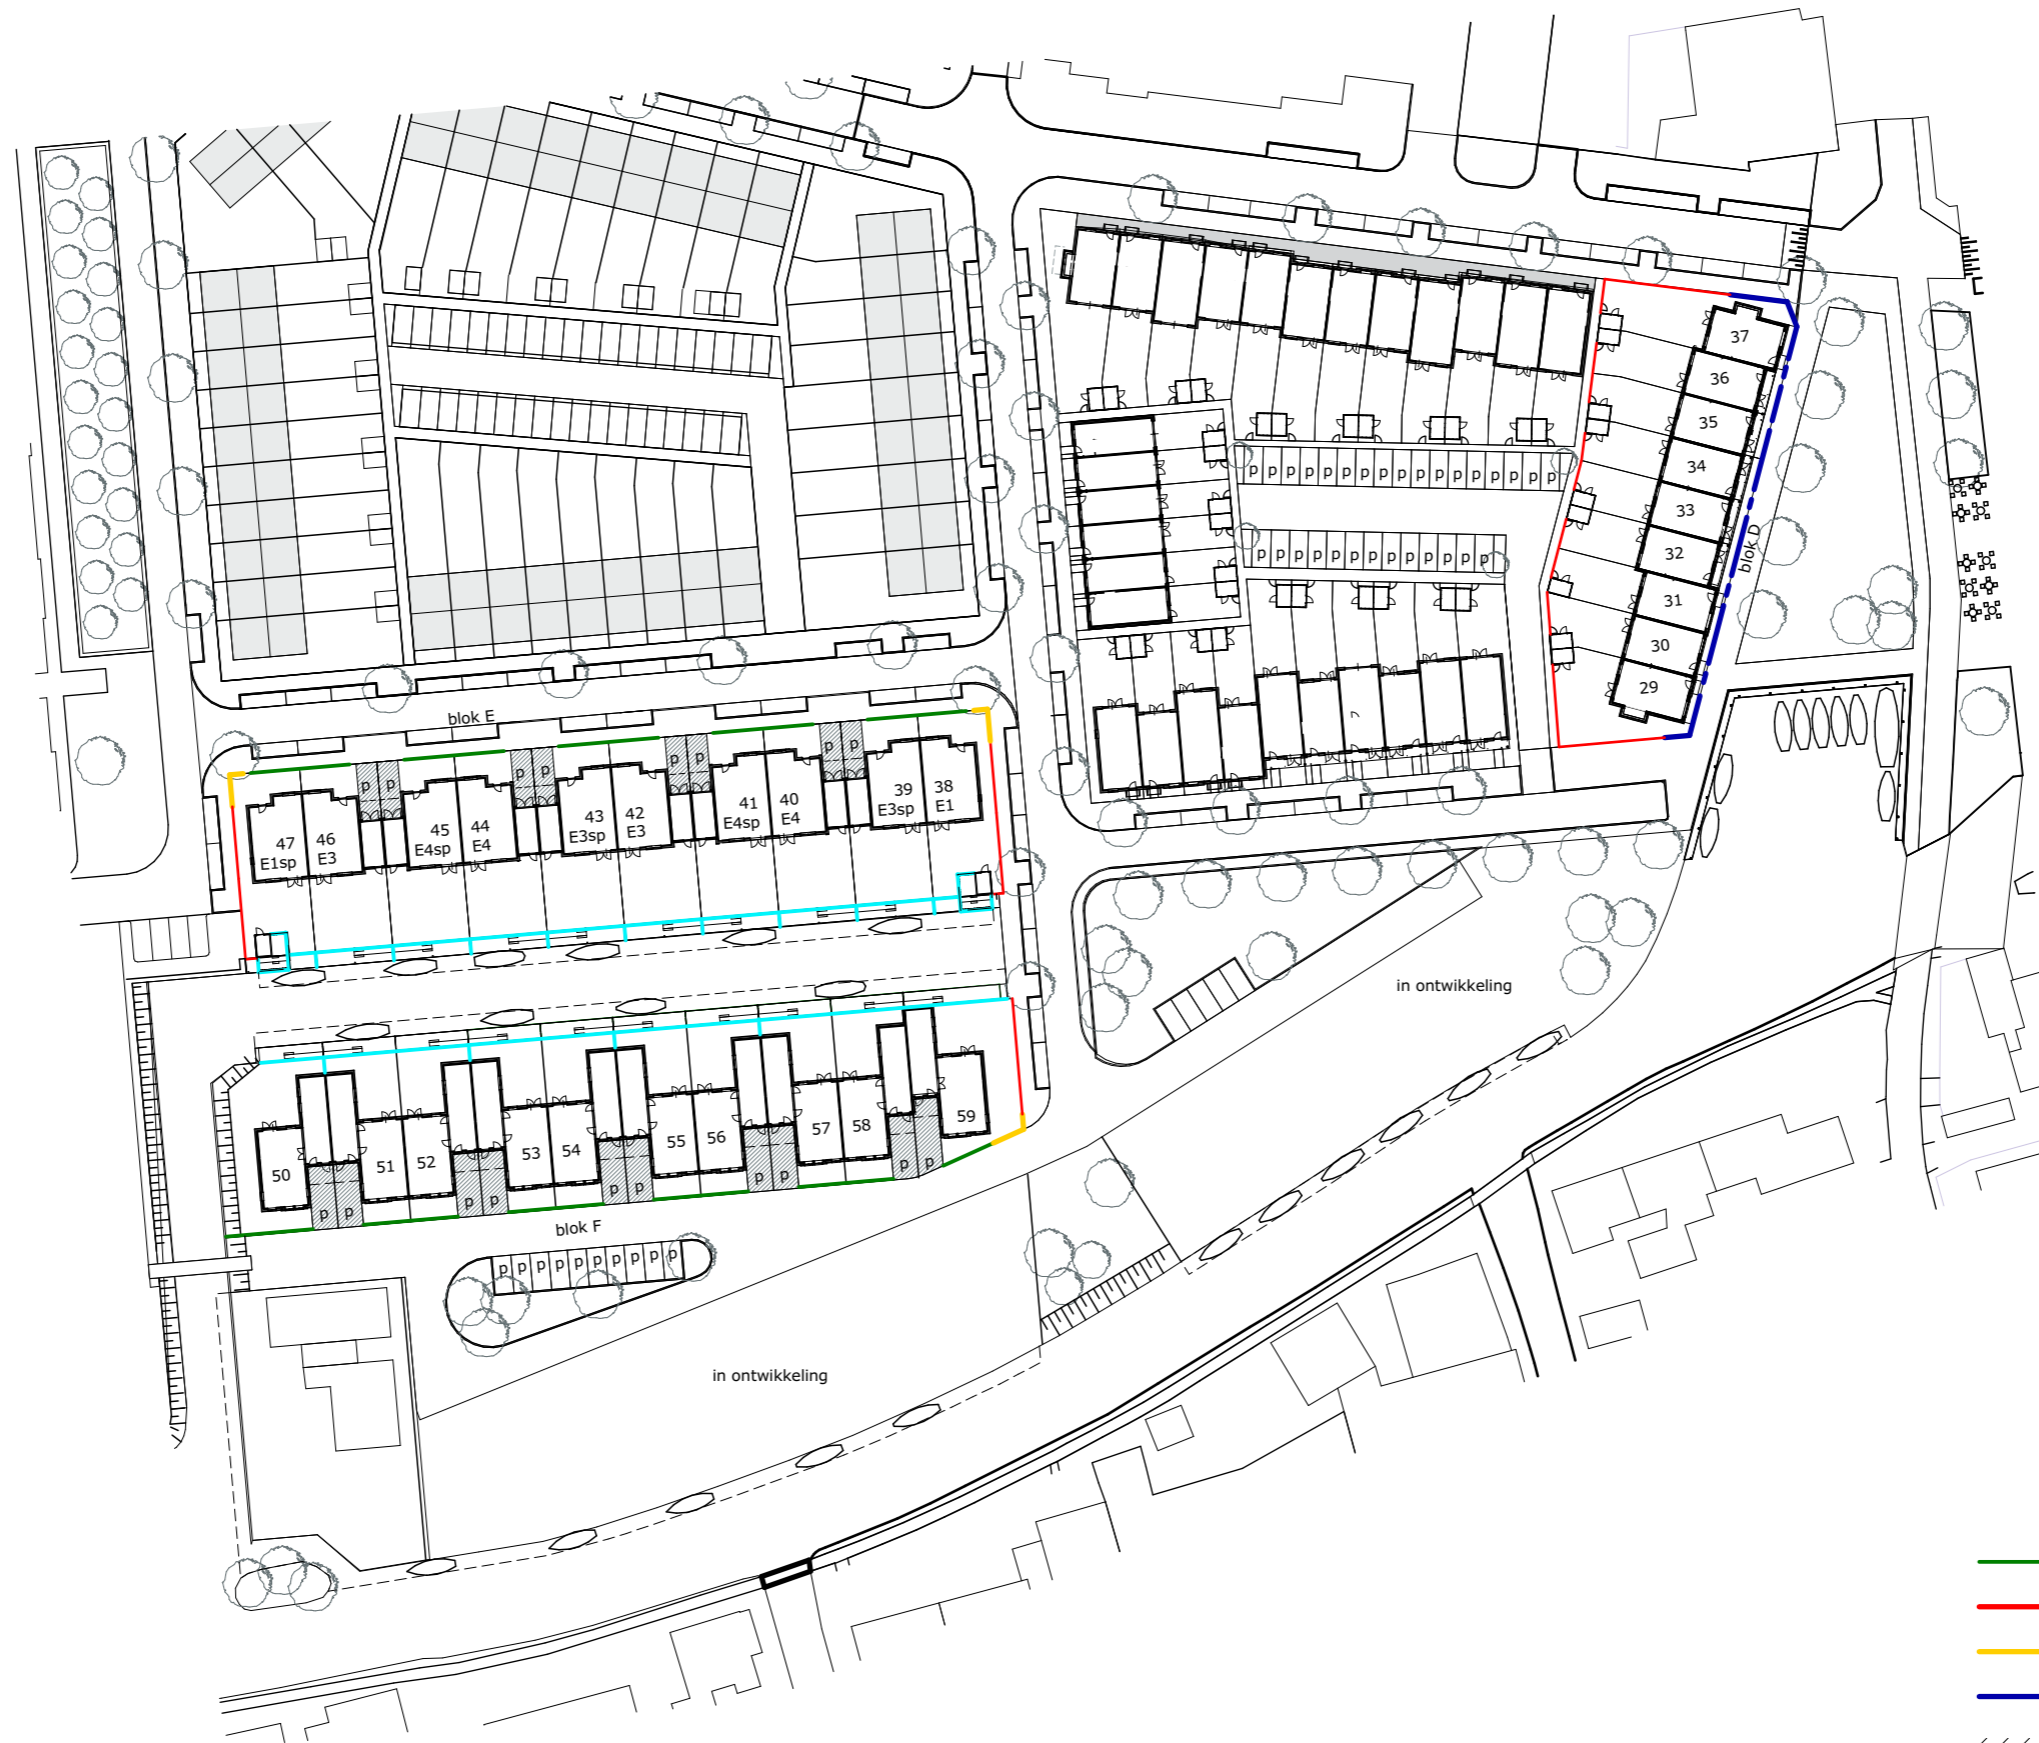 37
36
35
34
33
32
31
30
29
blok D
p p p p p p p p p p p p p p p p p
p p p p p p p p p p p p p
blok E
p p
p p
p p
p p
47
E1sp
46
E3
45
E4sp
44
E4
43
E3sp
42
E3
41
E4sp
40
E4
39
E3sp
38
E1
in ontwikkeling
50
51
52
53
54
55
56
57
58
59
p p
p p
p p
p p
p p
blok F
p p p p p p p p p p
in ontwikkeling